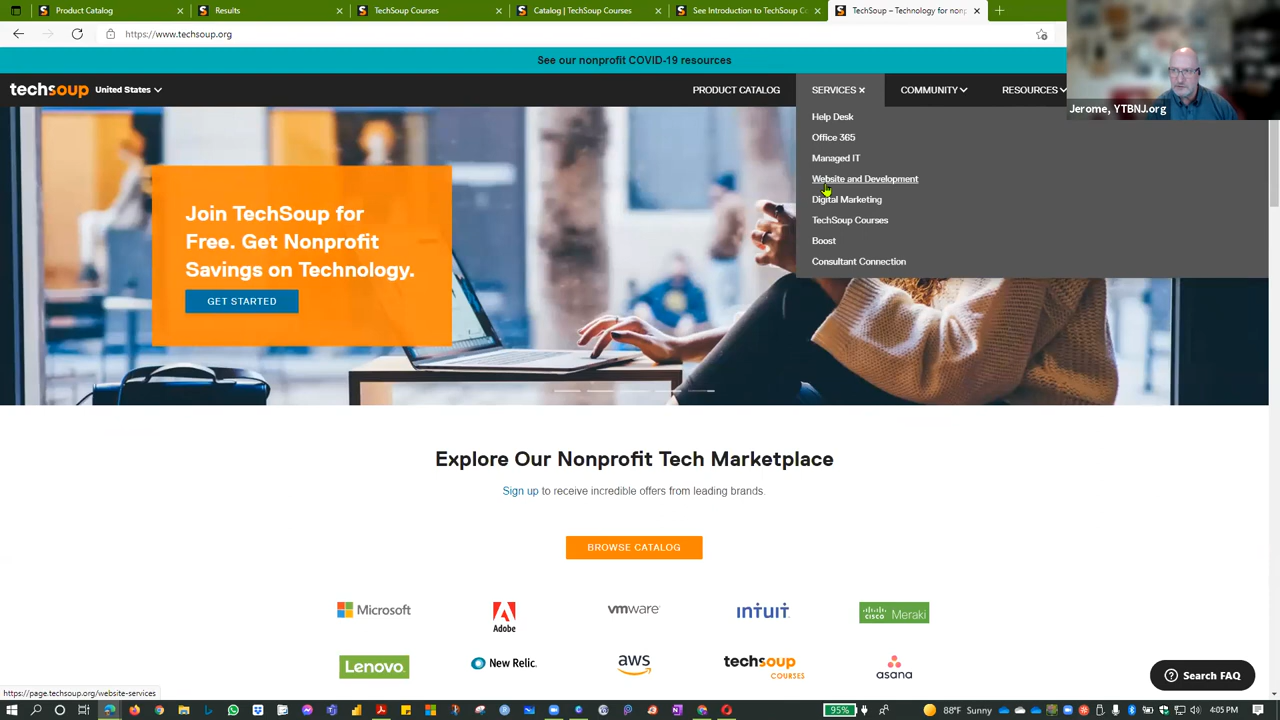 Product Catalog
Results
TechSoup Courses
Catalog | TechSoup Courses
See Introduction to TechSoup Co
TechSoup – Technology for nonp
https://www.techsoup.org
See our nonprofit COVID-19 resources
techsoup United States PRODUCT CATALOG SERVICES COMMUNITY RESOURCES
Jerome, YTBNJ.org
Help Desk
Office 365
Managed IT
Website and Development
Digital Marketing
TechSoup Courses
Boost
Consultant Connection
Join TechSoup for
Free. Get Nonprofit
Savings on Technology.
GET STARTED
Explore Our Nonprofit Tech Marketplace
Sign up to receive incredible offers from leading brands.
BROWSE CATALOG
Microsoft
Adobe
vmware
INTUIT
CISCO Meraki
Lenovo
New Relic
aws
techsoup
COURSES
asana
Search FAQ
https://page.techsoup.org/website-services
95%
88°F Sunny
4:05 PM